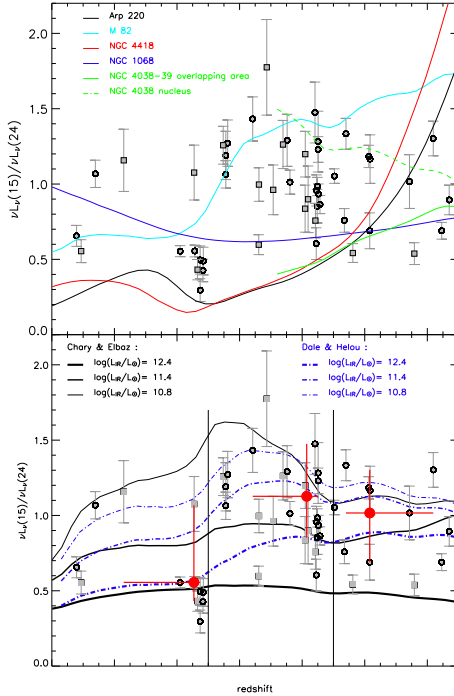 Arp 220
M 82
NGC 4418
NGC 1068
NGC 4038-39 overlapping area
NGC 4038 nucleus
νLν(15)/νLν(24)
2.0
1.5
1.0
0.5
0.0
Chary & Elbaz :
log(LIR/L⊙)= 12.4
log(LIR/L⊙)= 11.4
log(LIR/L⊙)= 10.8
Dale & Helou :
log(LIR/L⊙)= 12.4
log(LIR/L⊙)= 11.4
log(LIR/L⊙)= 10.8
νLν(15)/νLν(24)
2.0
1.5
1.0
0.5
0.0
redshift